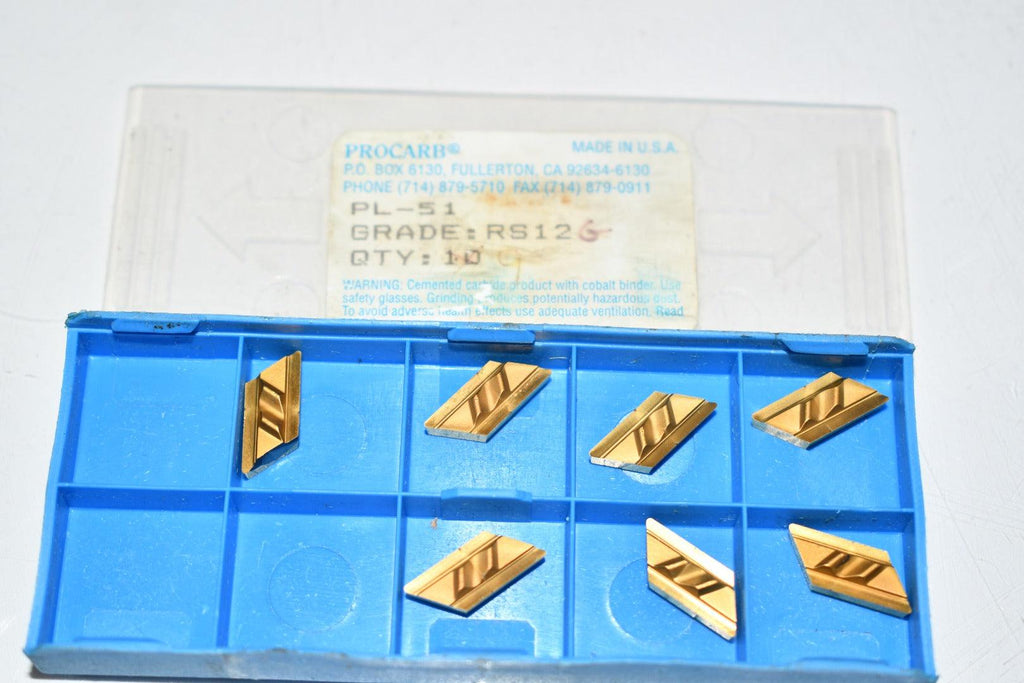 PROCARB® MADE IN U.S.A.
P.O. BOX 6130, FULLERTON, CA 92634-6130
PHONE (714) 879-5710 FAX (714) 879-0911
PL-51
GRADE:RS126
QTY:10
WARNING: Cemented carbide product with cobalt binder. Use
safety glasses. Grinding produces potentially hazardous dust.
To avoid adverse health effects use adequate ventilation. Read